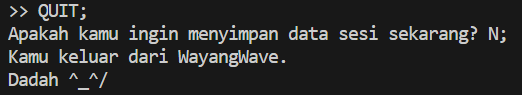 >> QUIT;
Apakah kamu ingin menyimpan data sesi sekarang? N;
Kamu keluar dari WayangWave.
Dadah ^_^/